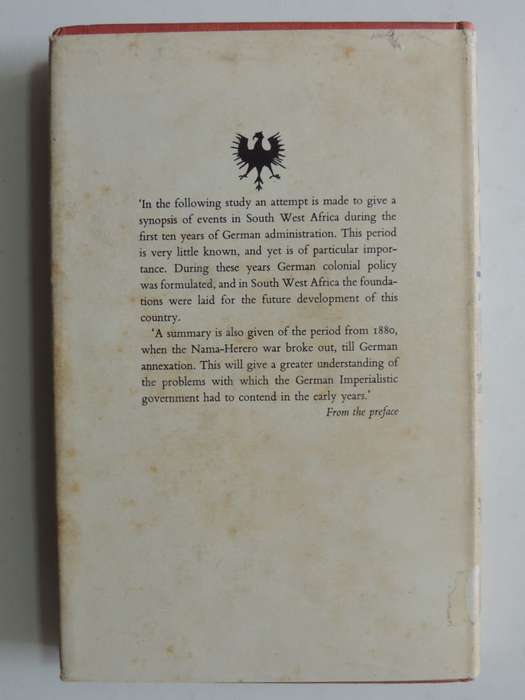 'In the following study an attempt is made to give a
synopsis of events in South West Africa during the
first ten years of German administration. This period
is very little known, and yet is of particular impor-
tance. During these years German colonial policy
was formulated, and in South West Africa the founda-
tions were laid for the future development of this
country.
'A summary is also given of the period from 1880,
when the Nama-Herero war broke out, till German
annexation. This will give a greater understanding of
the problems with which the German Imperialistic
government had to contend in the early years.'
From the preface